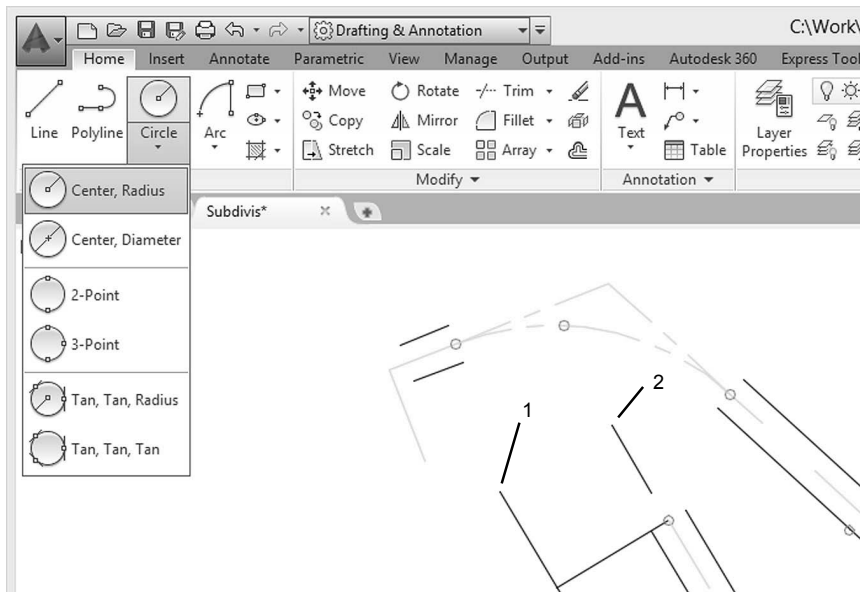 Drafting & Annotation
C:\Work\
Home Insert Annotate Parametric View Manage Output Add-ins Autodesk 360 Express Tool
Move Rotate Trim
Line Polyline Circle Arc Copy Mirror Fillet Text Layer Properties
Stretch Scale Array Table
Modify Annotation
Center, Radius
Subdivis*
Center, Diameter
2-Point
3-Point
Tan, Tan, Radius
Tan, Tan, Tan
1
2